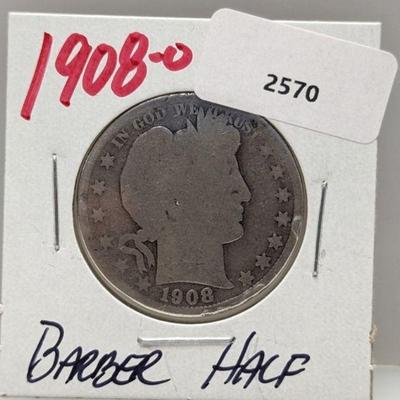 1908-O
2570
IN GOD WE TRUST
1908
BARBER HALF